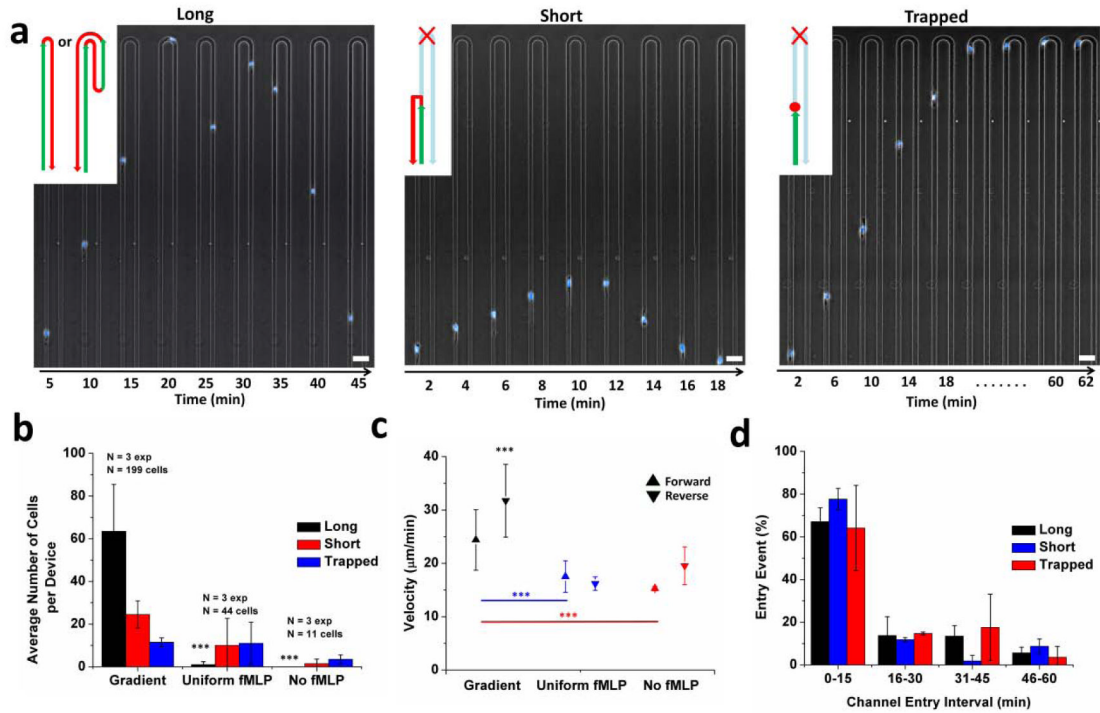 a
Long
Short
Trapped
or
5 10 15 20 25 30 35 40 45
Time (min)
2 4 6 8 10 12 14 16 18
Time (min)
2 6 10 14 18 ....... 60 62
Time (min)
b
Average Number of Cells
per Device
100
80
60
40
20
0
N = 3 exp
N = 199 cells
Long
Short
Trapped
N = 3 exp
N = 44 cells
N = 3 exp
N = 11 cells
***
***
Gradient Uniform fMLP No fMLP
c
Velocity (μm/min)
40
30
20
10
0
***
Forward
Reverse
***
***
Gradient Uniform fMLP No fMLP
d
Entry Event (%)
100
80
60
40
20
0
Long
Short
Trapped
0-15 16-30 31-45 46-60
Channel Entry Interval (min)